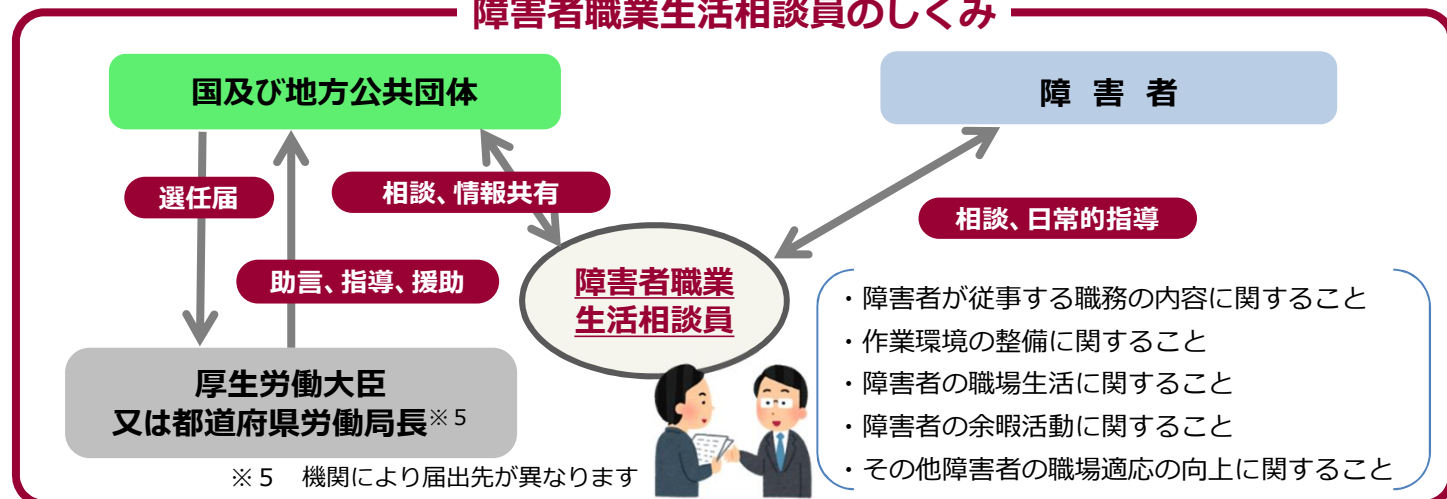 障害者職業生活相談員のしくみ
国及び地方公共団体
障害者
選任届
相談、情報共有
相談、日常的指導
助言、指導、援助
障害者職業
生活相談員
厚生労働大臣
又は都道府県労働局長※5
※5 機関により届出先が異なります
・障害者が従事する職務の内容に関すること
・作業環境の整備に関すること
・障害者の職場生活に関すること
・障害者の余暇活動に関すること
・その他障害者の職場適応の向上に関すること